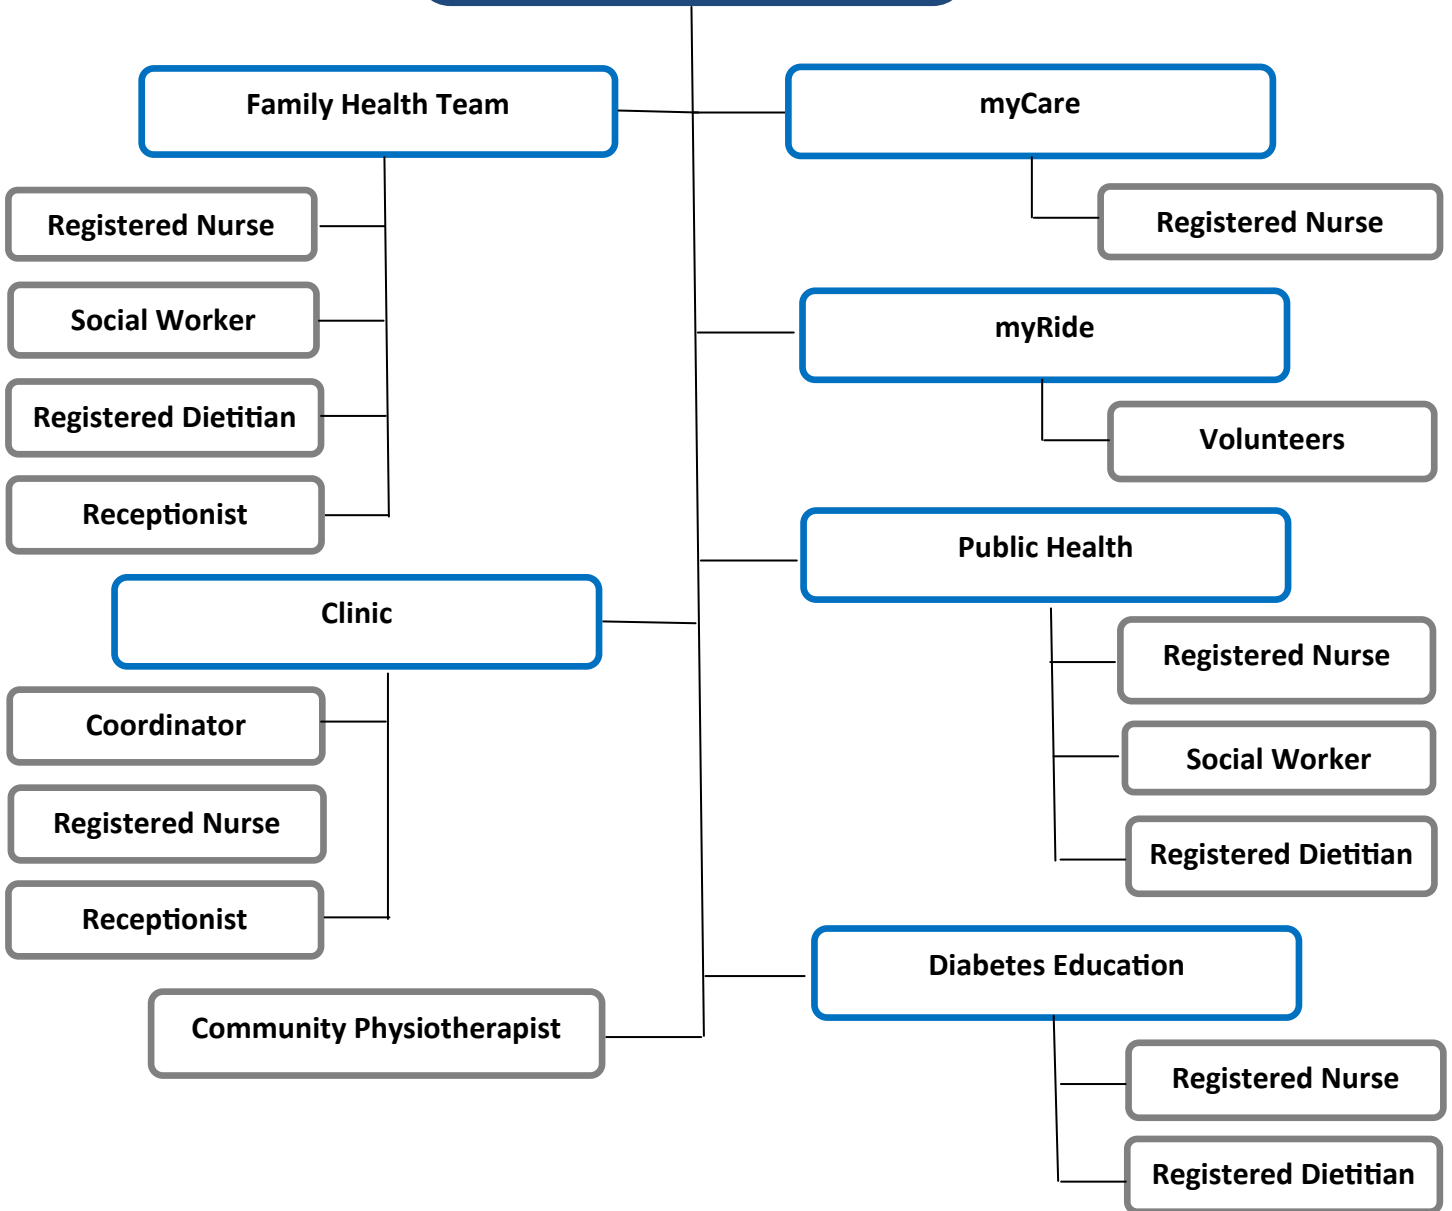 Family Health Team
Registered Nurse
Social Worker
Registered Dietitian
Receptionist
Clinic
Coordinator
Registered Nurse
Receptionist
Community Physiotherapist
myCare
Registered Nurse
myRide
Volunteers
Public Health
Registered Nurse
Social Worker
Registered Dietitian
Diabetes Education
Registered Nurse
Registered Dietitian